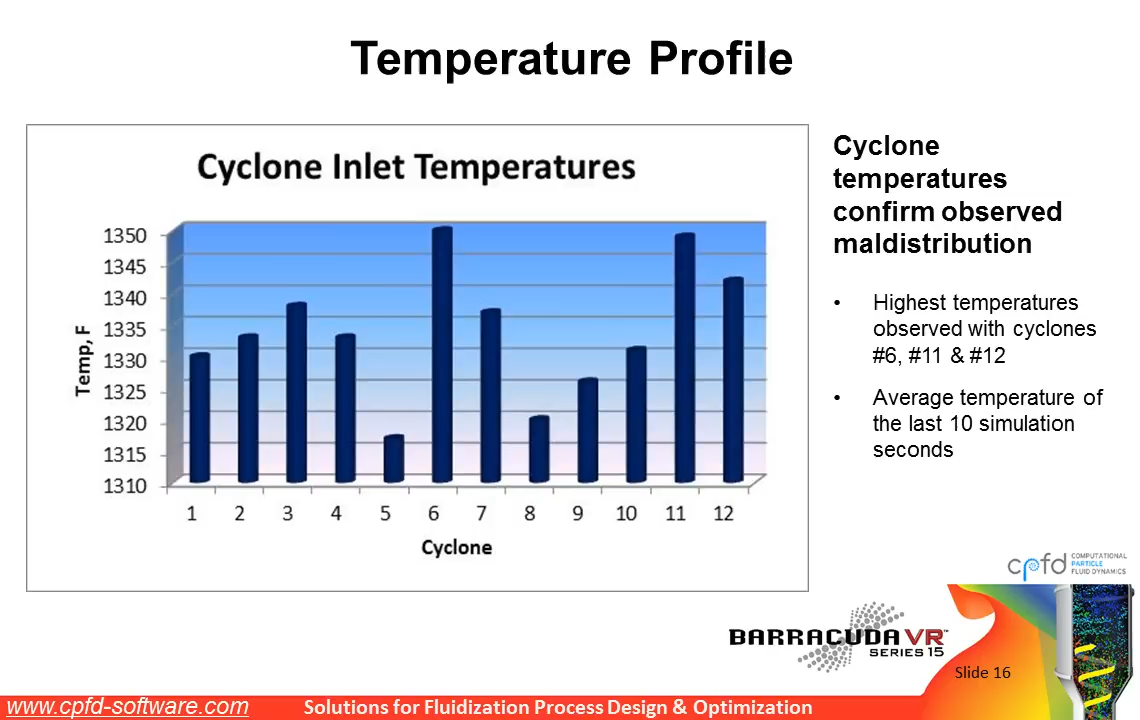 Temperature Profile
Cyclone Inlet Temperatures
1350
1345
1340
1335
1330
1325
1320
1315
1310
Temp, F
1 2 3 4 5 6 7 8 9 10 11 12
Cyclone
Cyclone
temperatures
confirm observed
maldistribution
• Highest temperatures
observed with cyclones
#6, #11 & #12
• Average temperature of
the last 10 simulation
seconds
cpfd
COMPUTATIONAL
PARTICLE
FLUID DYNAMICS
BARRACUDA VR™
SERIES 15
Slide 16
www.cpfd-software.com
Solutions for Fluidization Process Design & Optimization